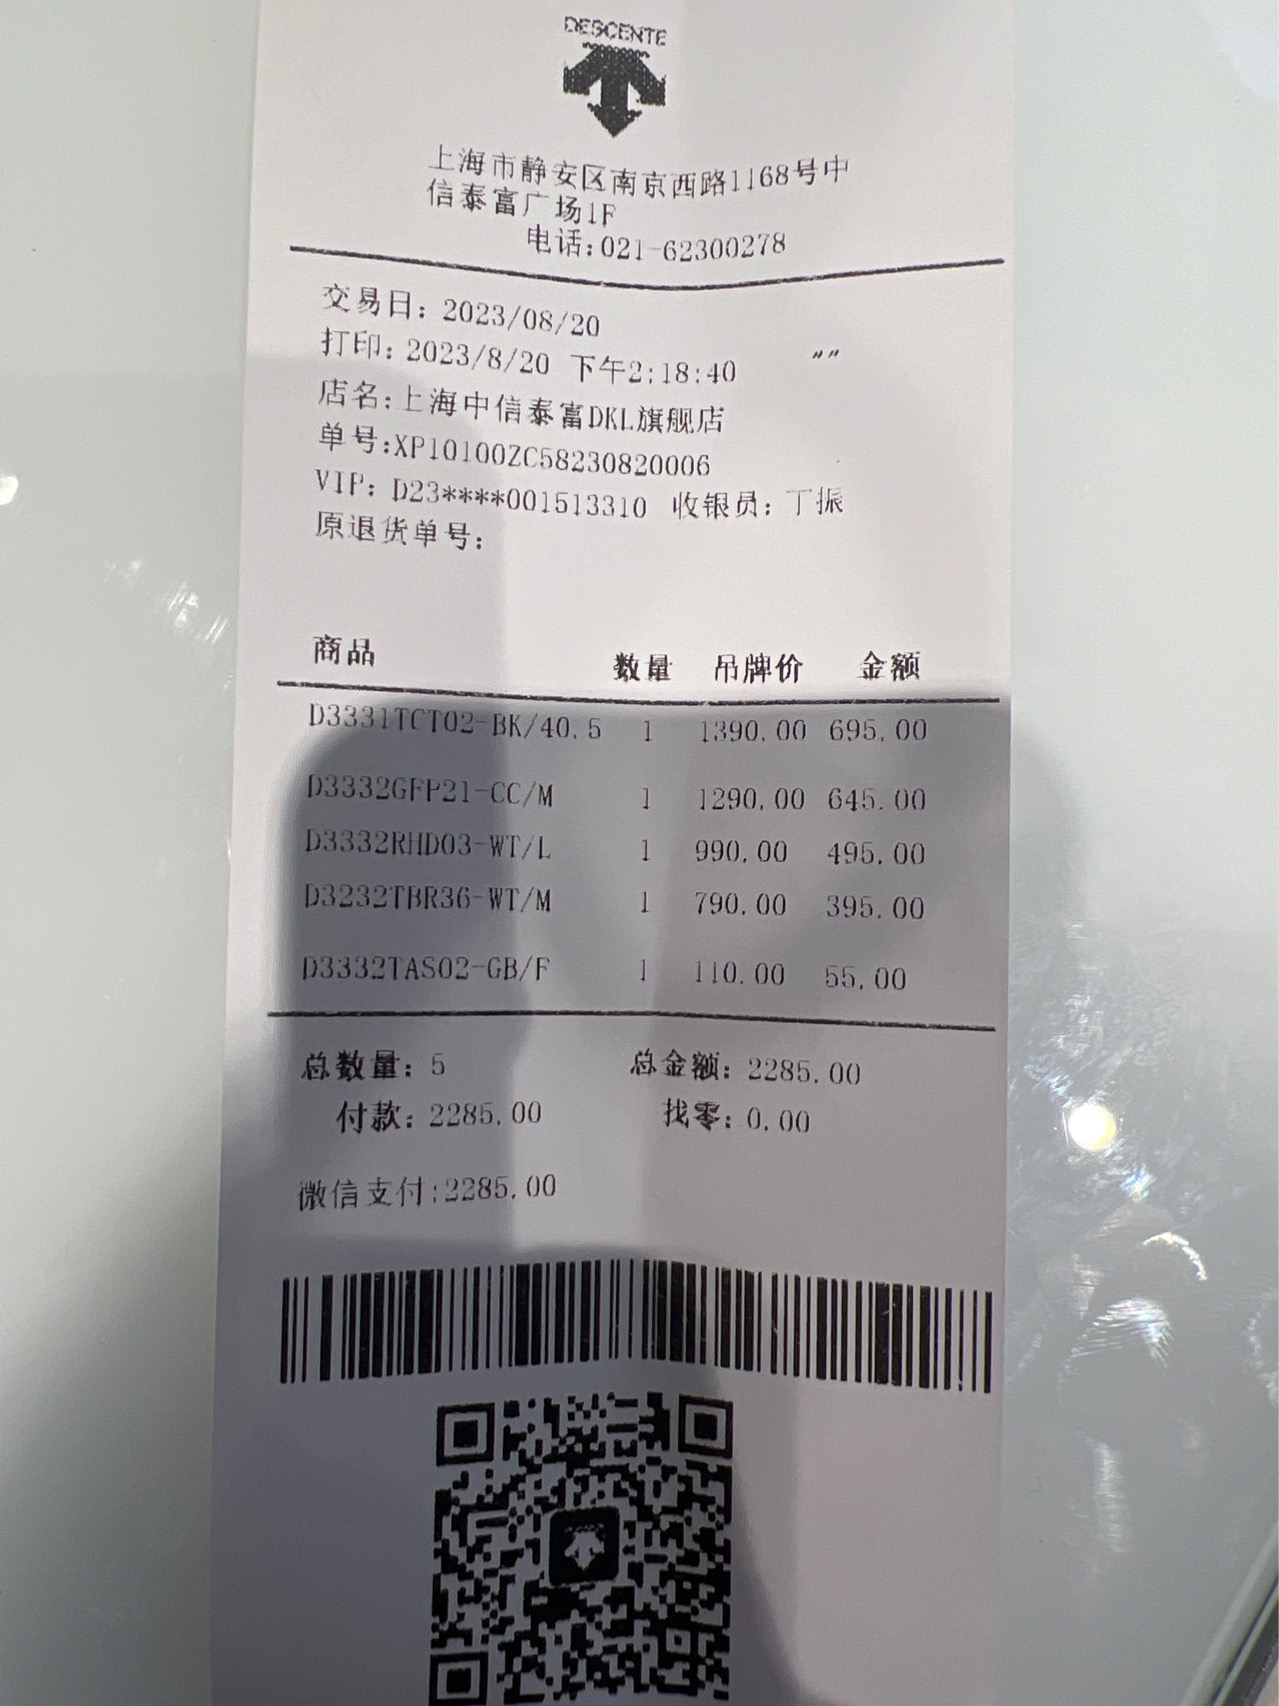 DESCENTE
上海市静安区南京西路1168号中
信泰富广场1F
电话:021-62300278
交易日: 2023/08/20
打印: 2023/8/20 下午2:18:40 ""
店名:上海中信泰富DKL旗舰店
单号:XP10100ZC58230820006
VIP: D23****001513310 收银员: 丁振
原退货单号:
商品 数量 吊牌价 金额
D3331TCT02-BK/40.5 1 1390.00 695.00
D3332GFP21-CC/M 1 1290.00 645.00
D3332RHD03-WT/L 1 990.00 495.00
D3232TBR36-WT/M 1 790.00 395.00
D3332TAS02-GB/F 1 110.00 55.00
总数量: 5 总金额: 2285.00
付款: 2285.00 找零: 0.00
微信支付:2285.00